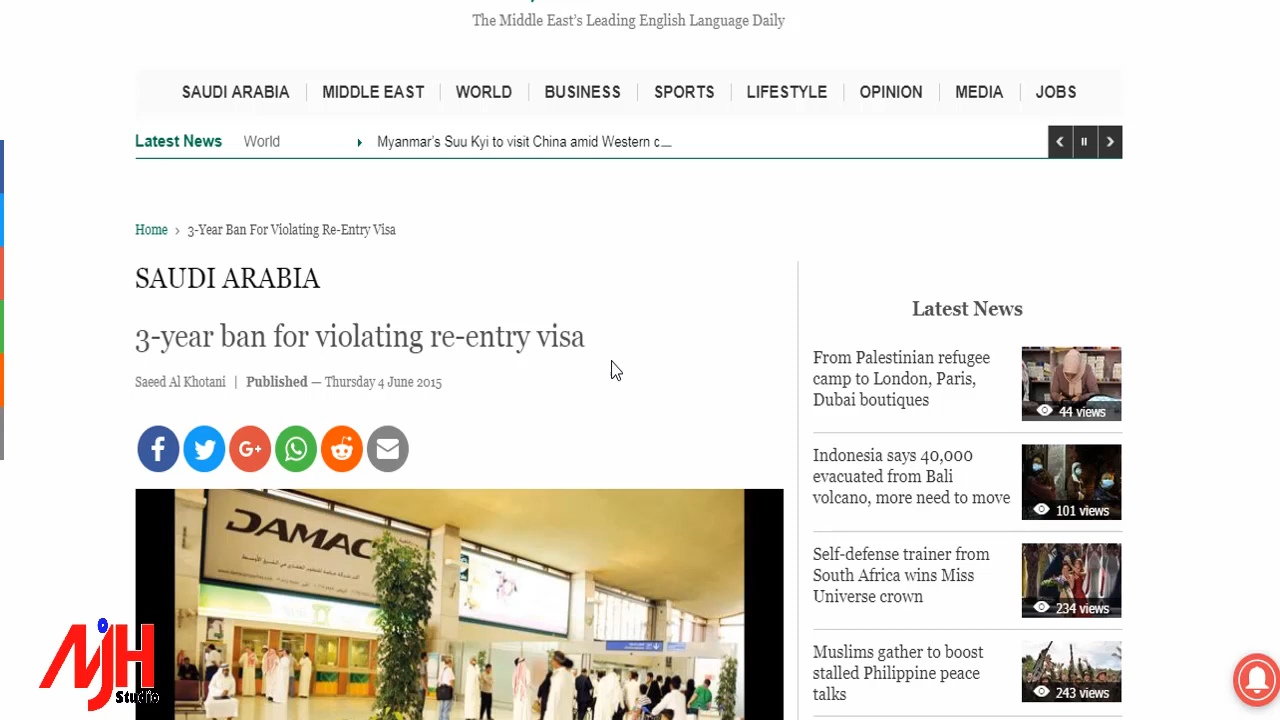 The Middle East's Leading English Language Daily
SAUDI ARABIA
MIDDLE EAST
WORLD
BUSINESS
SPORTS
LIFESTYLE
OPINION
MEDIA
JOBS
Latest News
World
Myanmar's Suu Kyi to visit China amid Western c
Home › 3-Year Ban For Violating Re-Entry Visa
SAUDI ARABIA
3-year ban for violating re-entry visa
Saeed Al Khotani | Published — Thursday 4 June 2015
G+
DAMAC
Latest News
From Palestinian refugee
camp to London, Paris,
Dubai boutiques
44 views
Indonesia says 40,000
evacuated from Bali
volcano, more need to move
101 views
Self-defense trainer from
South Africa wins Miss
Universe crown
234 views
Muslims gather to boost
stalled Philippine peace
talks
243 views
MJH
Studio